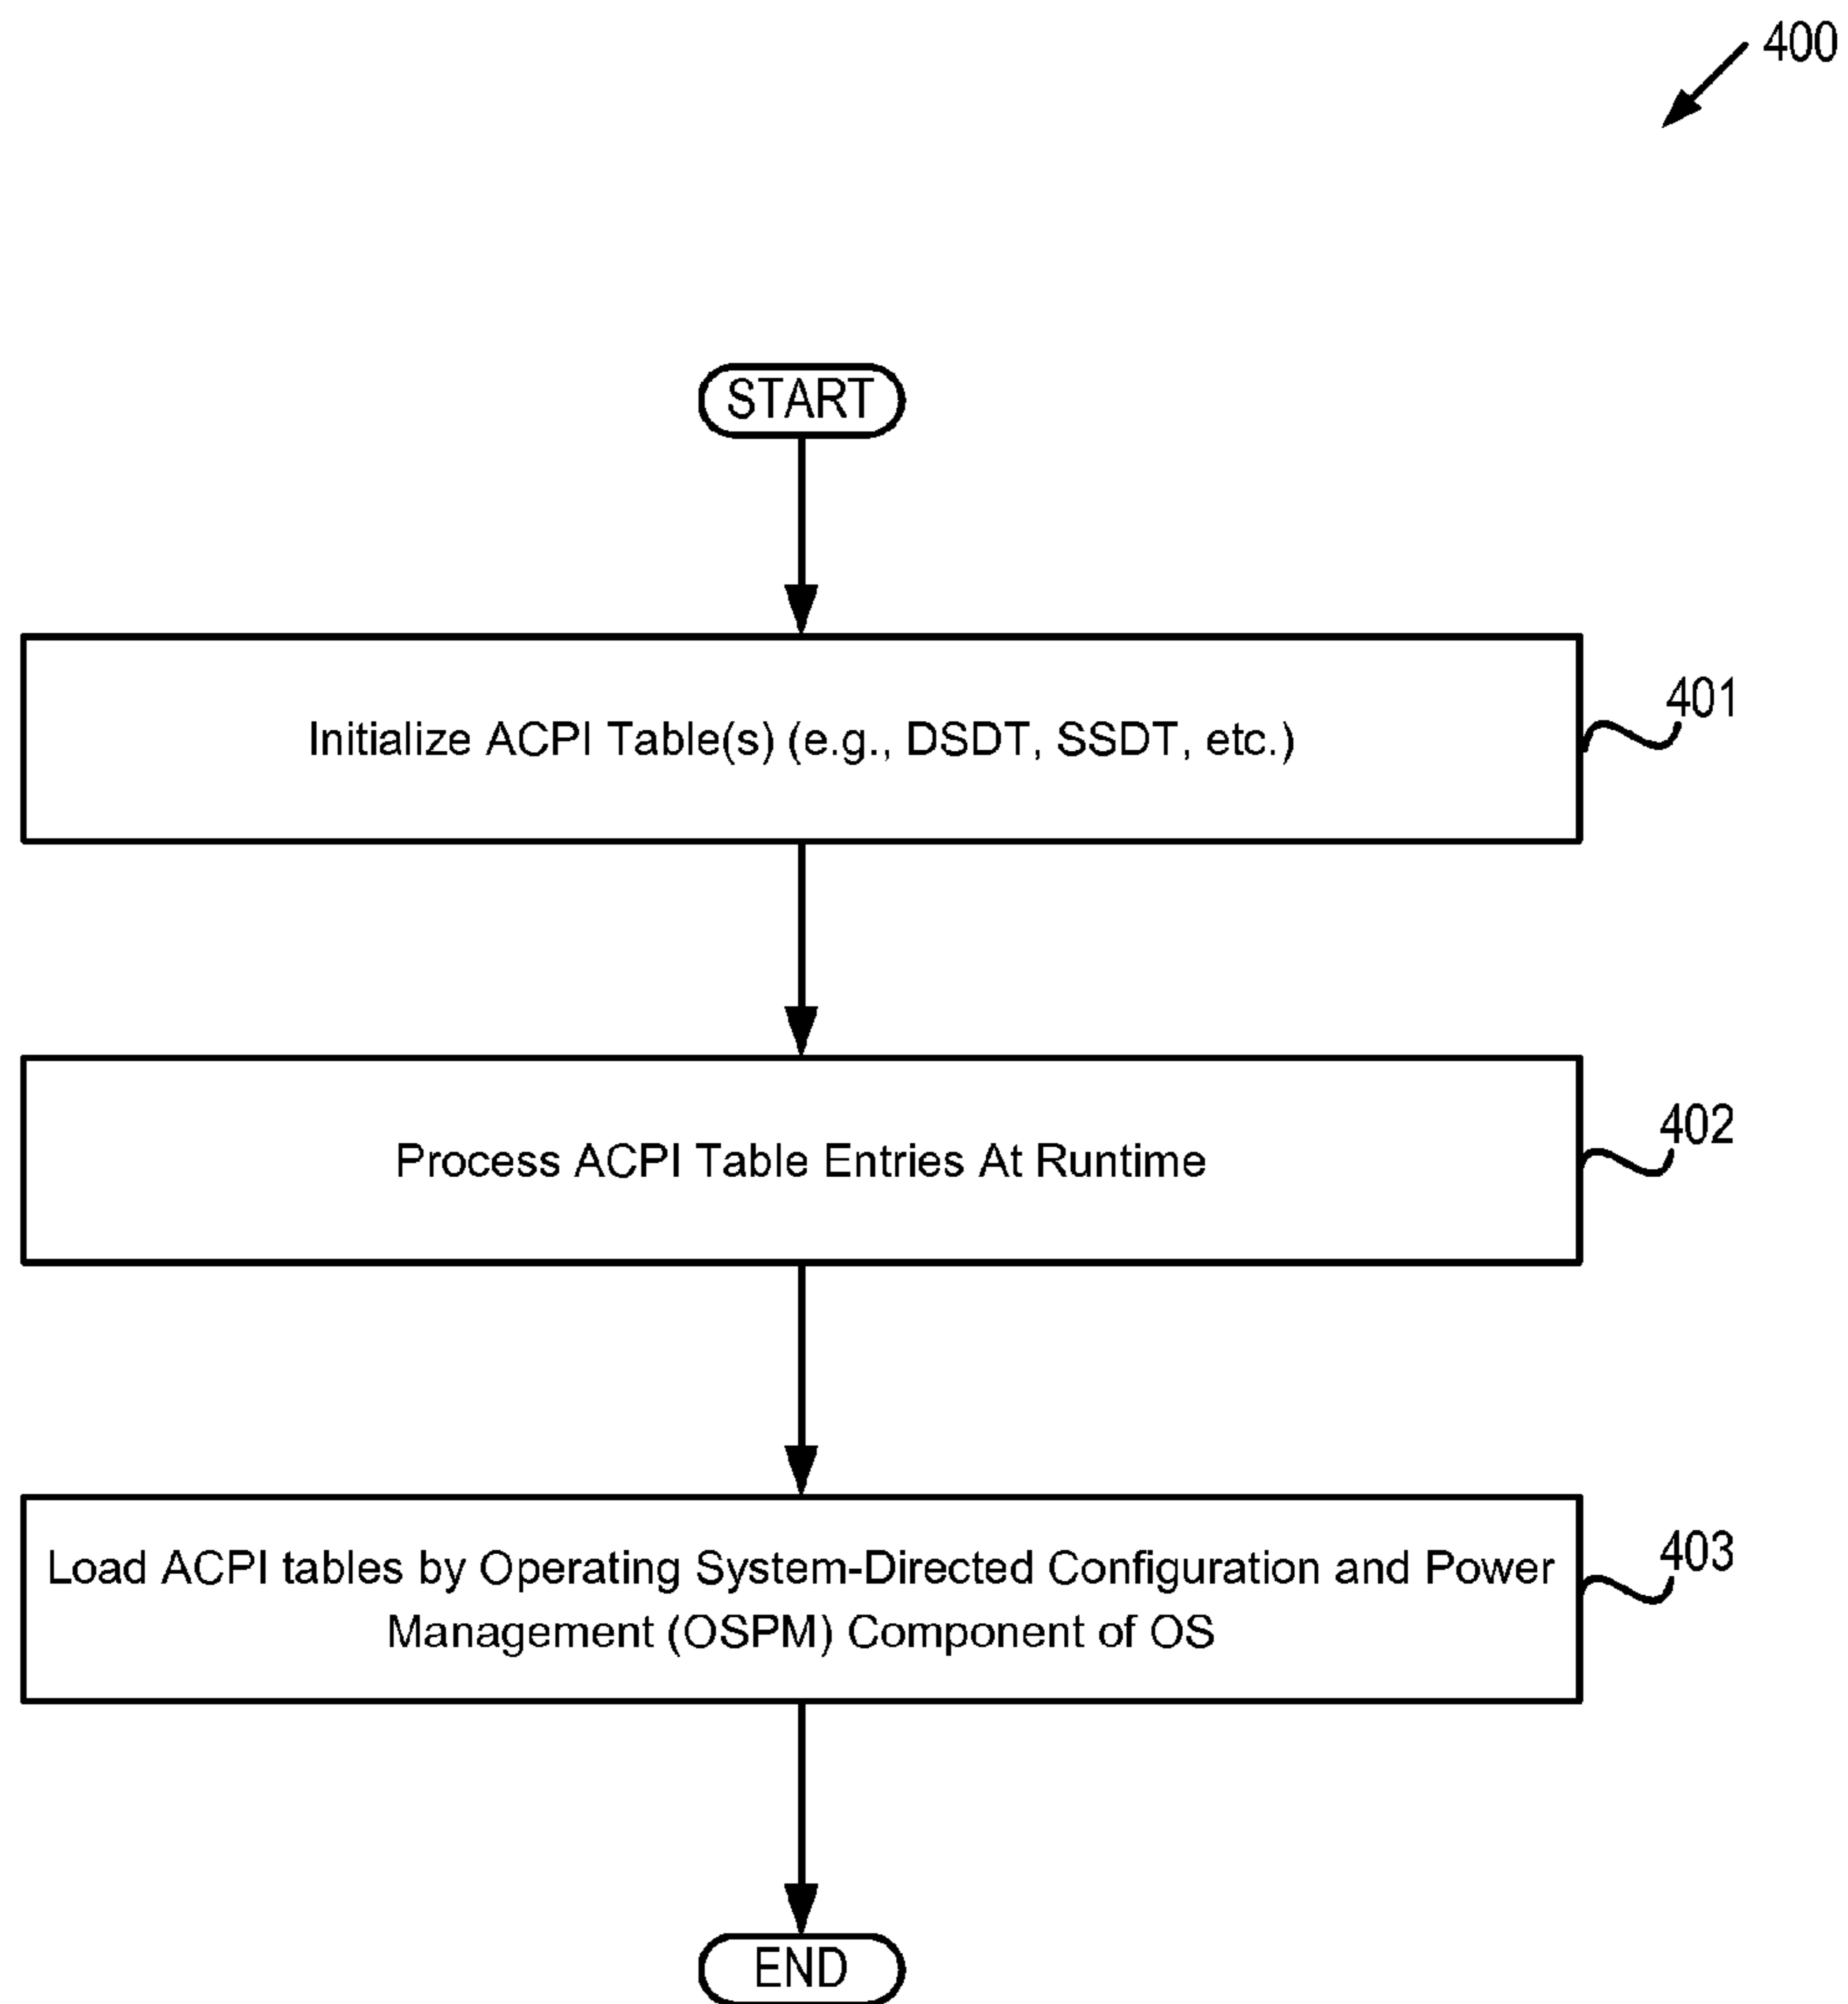 400
START
Initialize ACPI Table(s) (e.g., DSDT, SSDT, etc.)
401
Process ACPI Table Entries At Runtime
402
Load ACPI tables by Operating System-Directed Configuration and Power
Management (OSPM) Component of OS
403
END